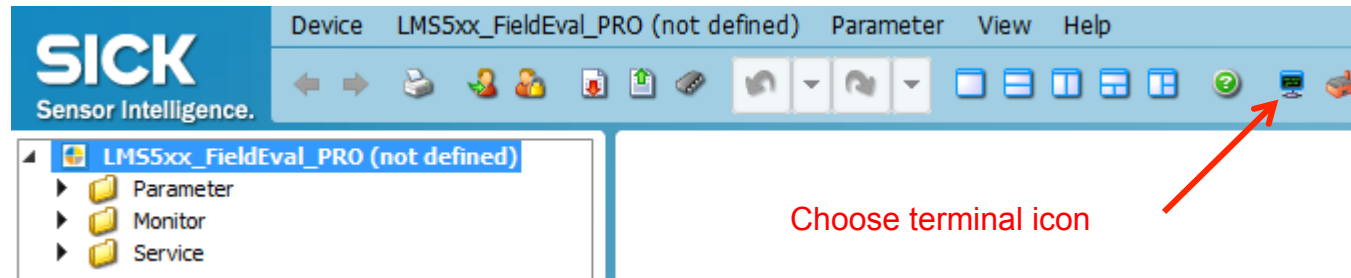 SICK
Sensor Intelligence.
Device LMS5xx_FieldEval_PRO (not defined) Parameter View Help
LMS5xx_FieldEval_PRO (not defined)
Parameter
Monitor
Service
Choose terminal icon